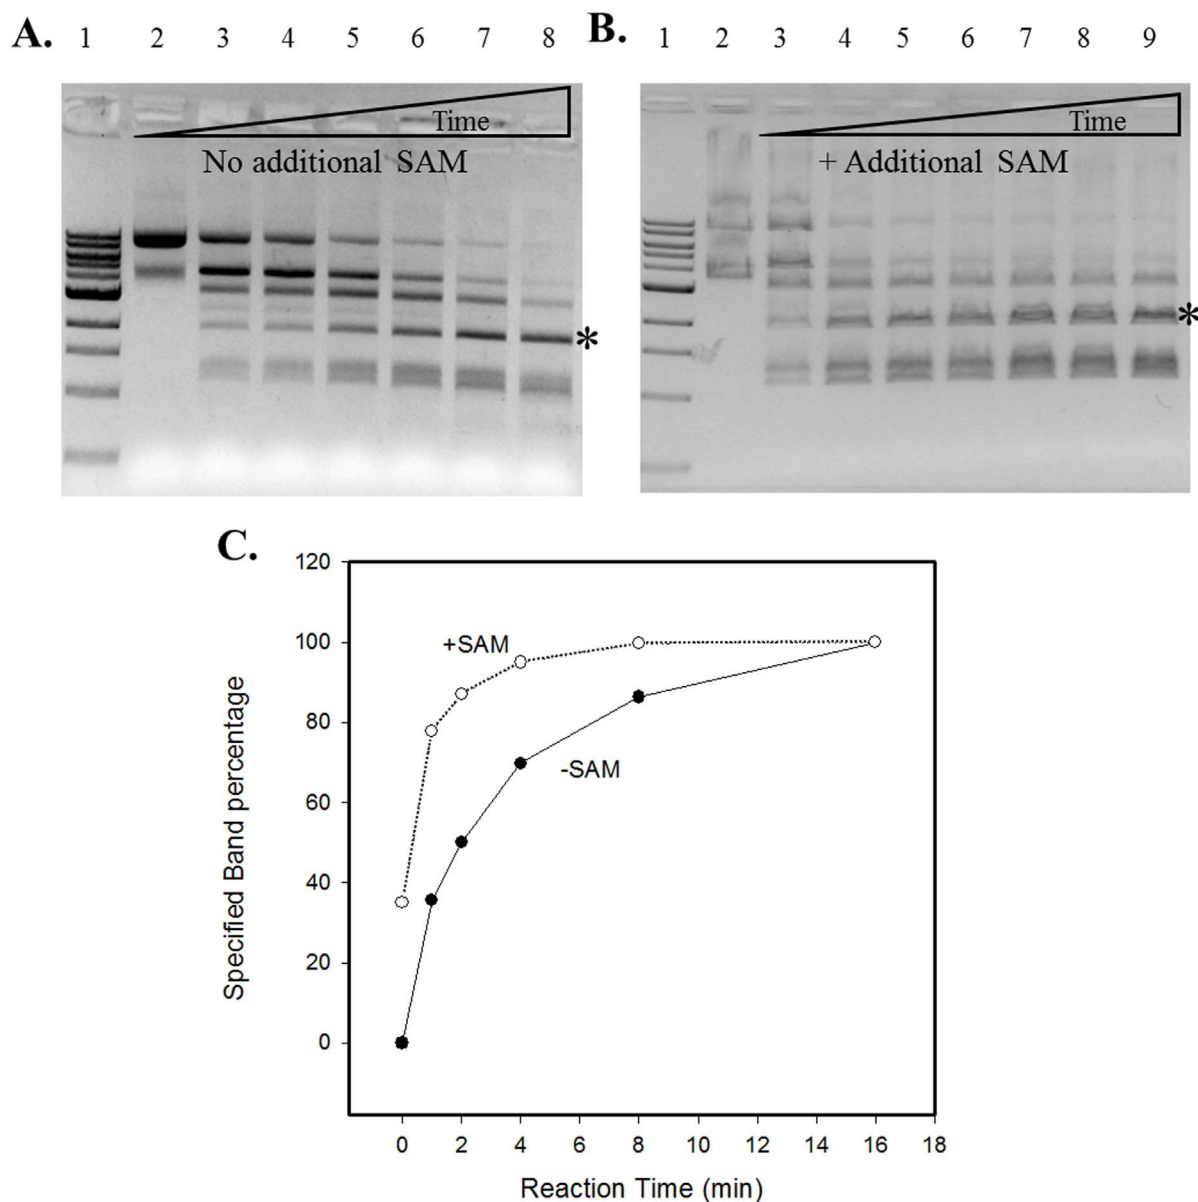 A. 1 2 3 4 5 6 7 8
Time
No additional SAM
*
B. 1 2 3 4 5 6 7 8 9
Time
+ Additional SAM
*
C.
120
100
80
60
40
20
0
Specified Band percentage
+SAM
-SAM
0 2 4 6 8 10 12 14 16 18
Reaction Time (min)